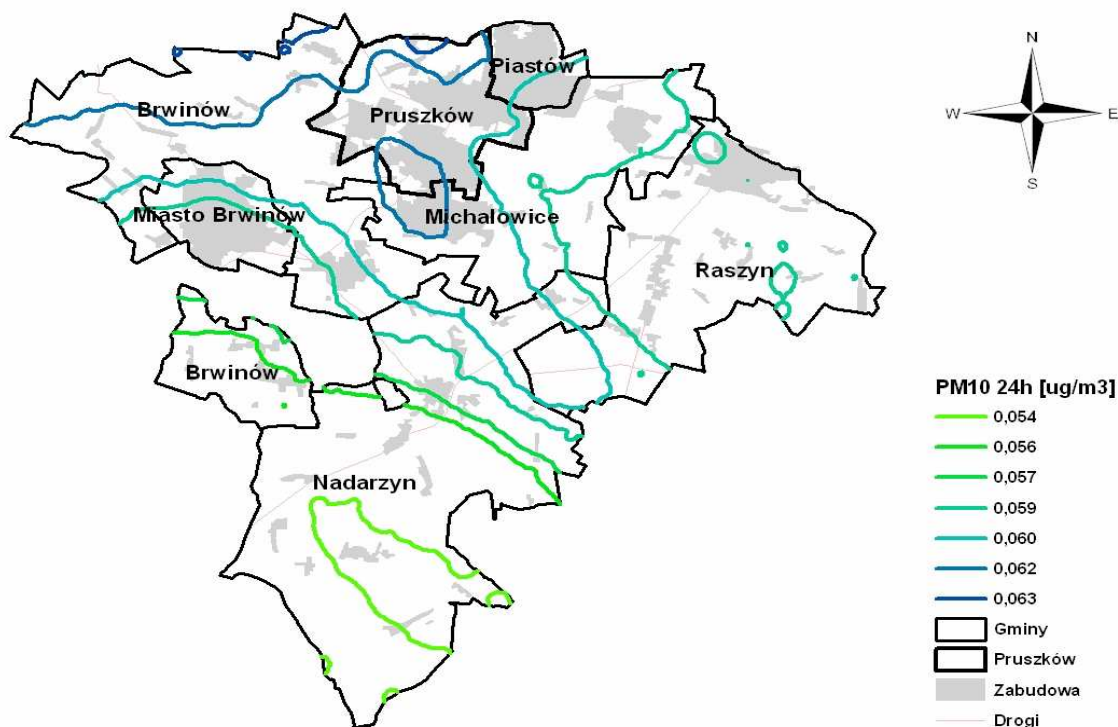 N
W
E
S
Piastów
Brwinów
Pruszków
Miasto Brwinów
Michałowice
Raszyn
Brwinów
Nadarzyn
PM10 24h [ug/m3]
0,054
0,056
0,057
0,059
0,060
0,062
0,063
Gminy
Pruszków
Zabudowa
Drogi